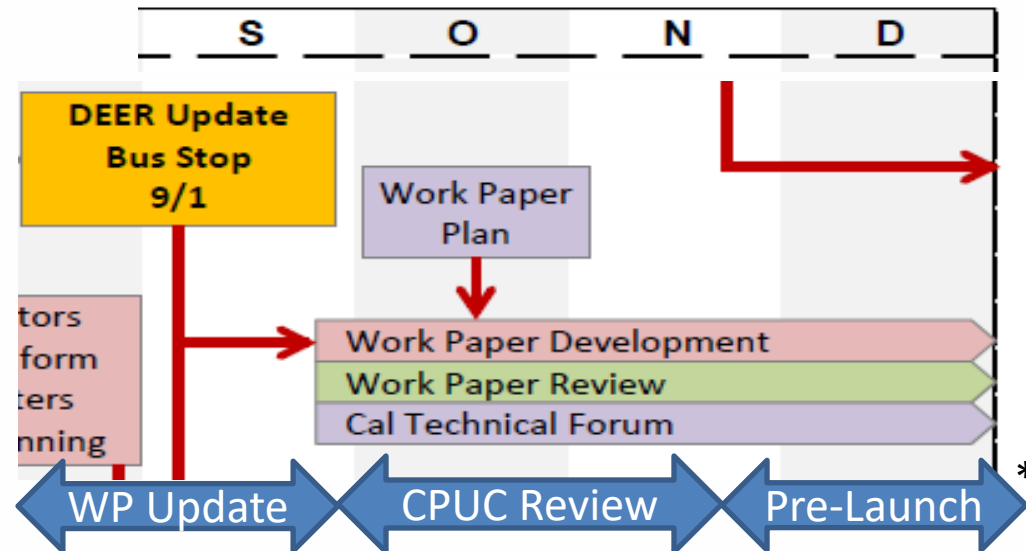 S O N D
DEER Update
Bus Stop
9/1
Work Paper
Plan
tors
form
ters
nning
Work Paper Development
Work Paper Review
Cal Technical Forum
WP Update CPUC Review Pre-Launch *